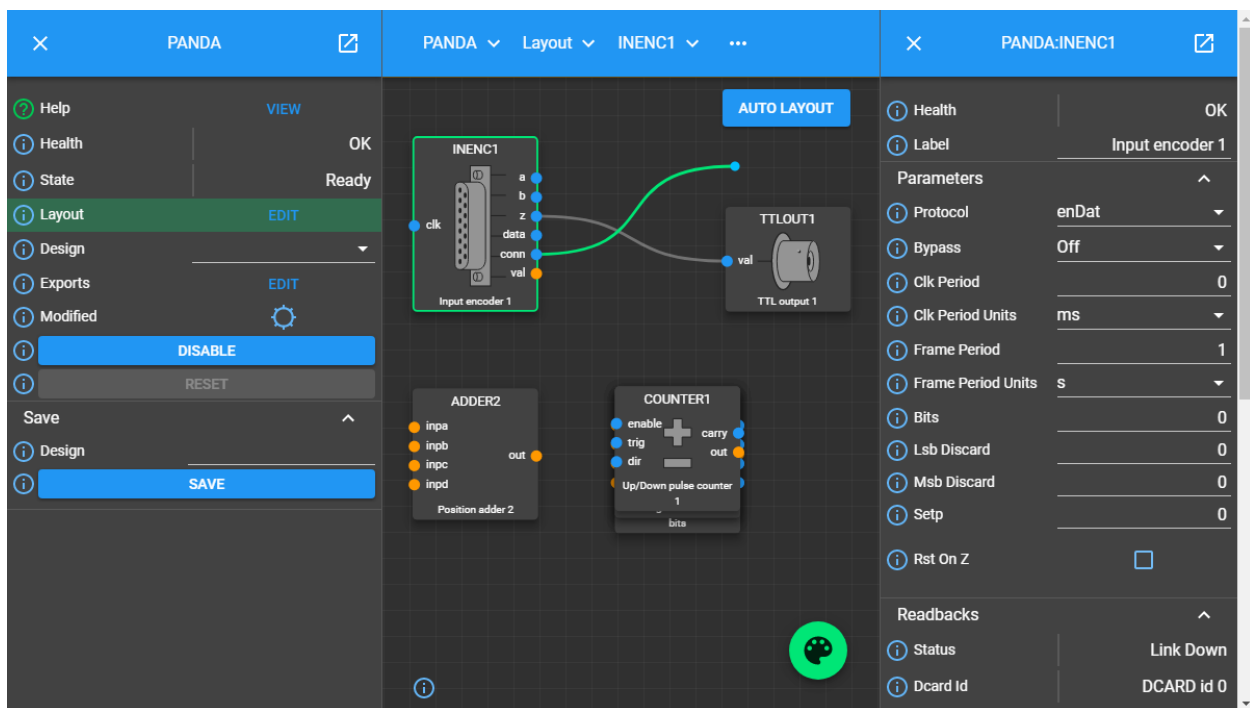 PANDA
Help VIEW
Health OK
State Ready
Layout EDIT
Design
Exports EDIT
Modified
DISABLE
RESET
Save
Design
SAVE
PANDA Layout INENC1 ...
AUTO LAYOUT
INENC1
a
b
z
clk
data
conn
val
Input encoder 1
TTLOUT1
val
TTL output 1
ADDER2
inpa
inpb
inpc
inpd
out
Position adder 2
COUNTER1
enable
trig
dir
carry
out
Up/Down pulse counter
1
bits
PANDA:INENC1
Health OK
Label Input encoder 1
Parameters
Protocol enDat
Bypass Off
Clk Period 0
Clk Period Units ms
Frame Period 1
Frame Period Units s
Bits 0
Lsb Discard 0
Msb Discard 0
Setp 0
Rst On Z
Readbacks
Status Link Down
Dcard Id DCARD id 0